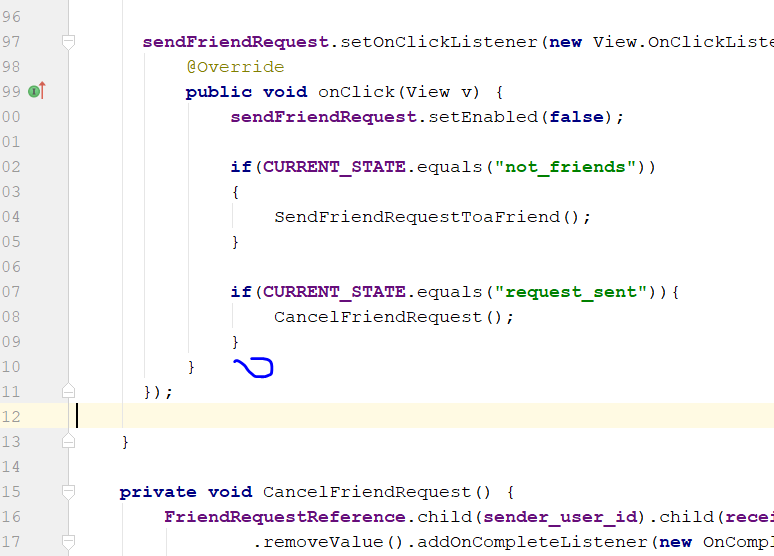 96
97 sendFriendRequest.setOnClickListener(new View.OnClickListe
98 @Override
99 public void onClick(View v) {
00 sendFriendRequest.setEnabled(false);
01
02 if(CURRENT_STATE.equals("not_friends"))
03 {
04 SendFriendRequestToaFriend();
05 }
06
07 if(CURRENT_STATE.equals("request_sent")){
08 CancelFriendRequest();
09 }
10 }
11 });
12
13 }
14
15 private void CancelFriendRequest() {
16 FriendRequestReference.child(sender_user_id).child(recei
17 .removeValue().addOnCompleteListener(new OnCompl